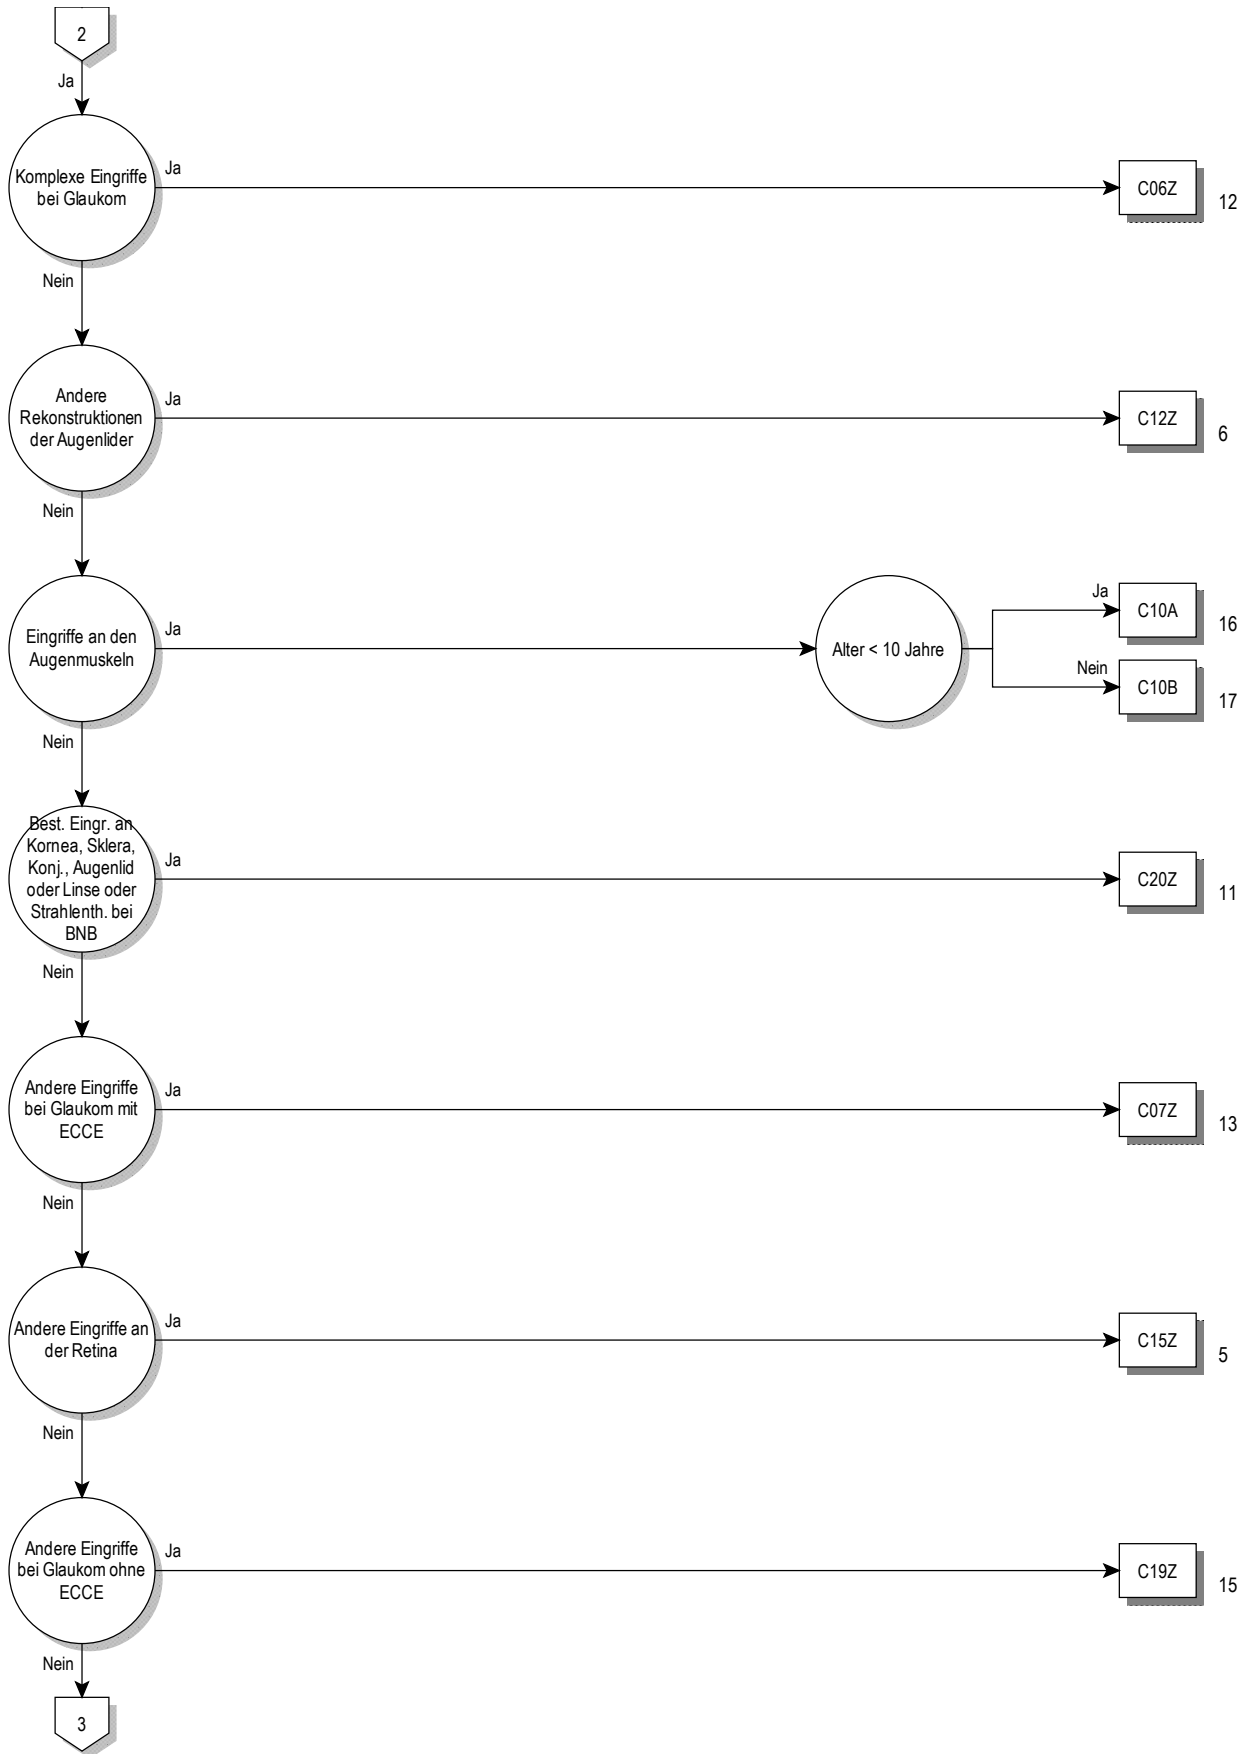 2
Ja
Komplexe Eingriffe
bei Glaukom
Ja
C06Z
12
Nein
Andere
Rekonstruktionen
der Augenlider
Ja
C12Z
6
Nein
Eingriffe an den
Augenmuskeln
Ja
Alter < 10 Jahre
Ja
C10A
16
Nein
C10B
17
Nein
Best. Eingr. an
Kornea, Sklera,
Konj., Augenlid
oder Linse oder
Strahlenth. bei
BNB
Ja
C20Z
11
Nein
Andere Eingriffe
bei Glaukom mit
ECCE
Ja
C07Z
13
Nein
Andere Eingriffe an
der Retina
Ja
C15Z
5
Nein
Andere Eingriffe
bei Glaukom ohne
ECCE
Ja
C19Z
15
Nein
3